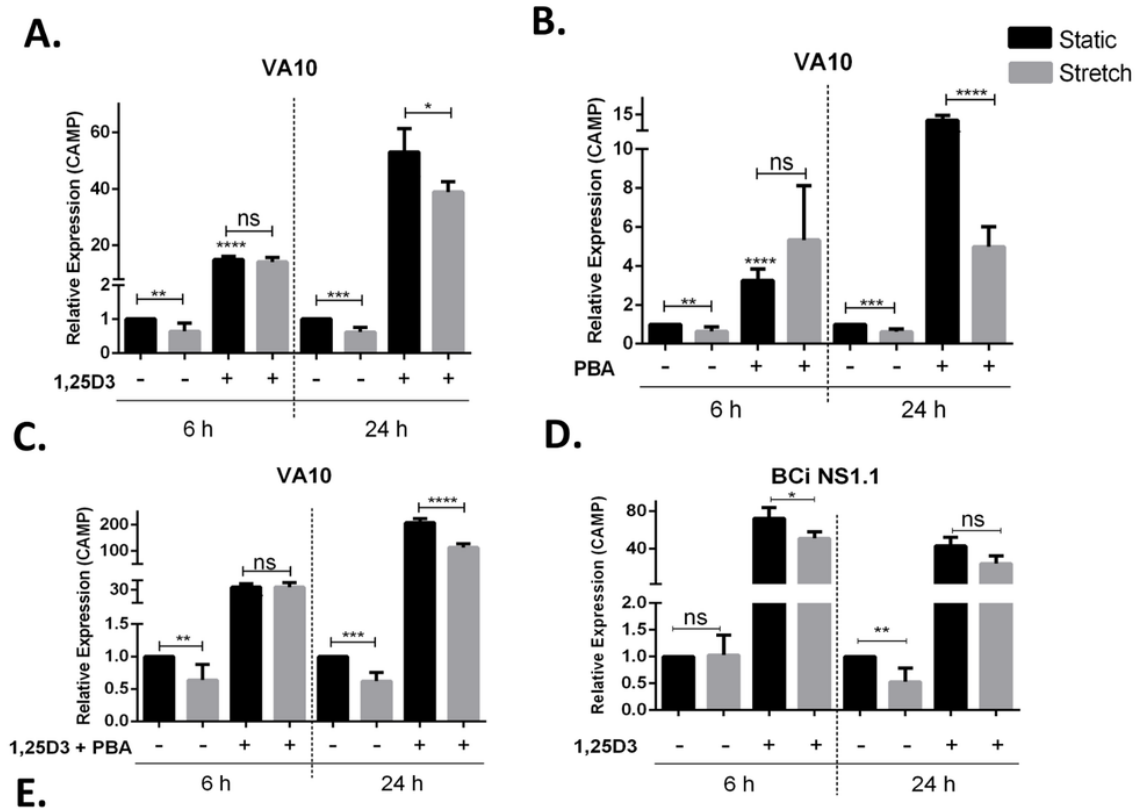 A.
VA10
Relative Expression (CAMP)
60
40
20
2
1
0
**
****
ns
***
*
1,25D3
- - + + - - + +
6 h 24 h
B.
VA10
Static
Stretch
Relative Expression (CAMP)
15
10
8
6
4
2
0
**
****
ns
***
****
PBA
- - + + - - + +
6 h 24 h
C.
VA10
Relative Expression (CAMP)
200
100
30
1.5
1.0
0.5
0.0
**
ns
***
****
1,25D3 + PBA
- - + + - - + +
6 h 24 h
D.
BCi NS1.1
Relative Expression (CAMP)
80
40
2.0
1.5
1.0
0.5
0.0
ns
*
**
ns
1,25D3
- - + + - - + +
6 h 24 h
E.